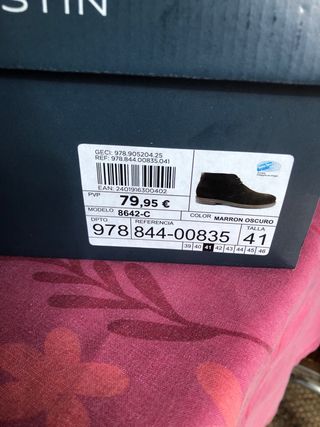 STIN
GECI: 978.905204.25
REF: 978.844.00835.041
EAN: 2401916300402
PVP 79,95 €
MODELO 8642-C COLOR MARRON OSCURO
DPTO. REFERENCIA TALLA
978 844-00835 41
39 40 41 42 43 44 45 46